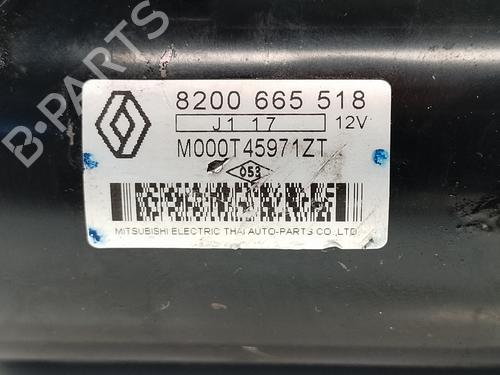 8200 665 518
J1 17 12V
M000T45971ZT
053
MITSUBISHI ELECTRIC THAI AUTO-PARTS CO.,LTD.
B-PARTS